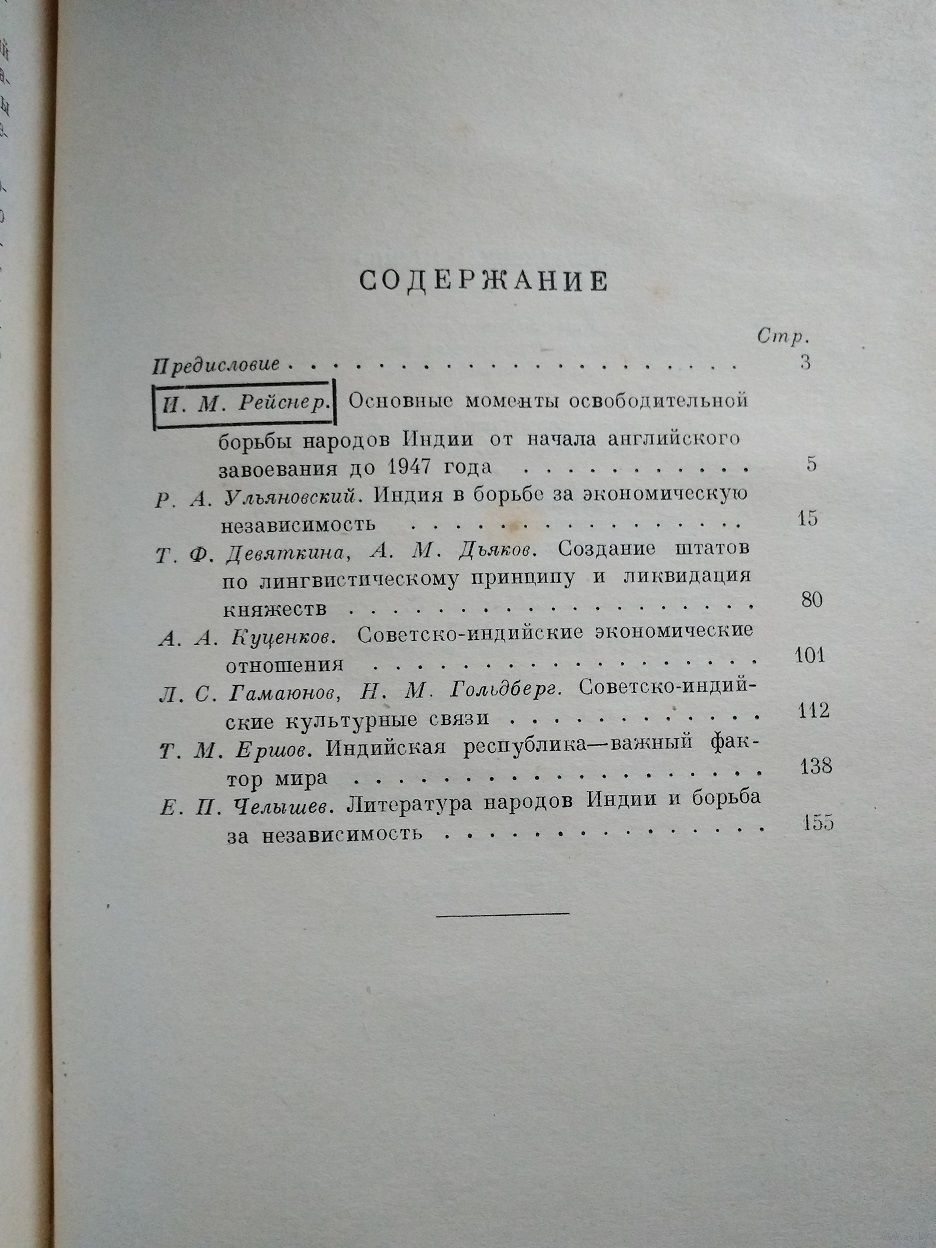 СОДЕРЖАНИЕ
Стр.
Предисловие . . . . . . . . . . . . . . . . . . . . 3
И. М. Рейснер. Основные моменты освободительной
борьбы народов Индии от начала английского
завоевания до 1947 года . . . . . . . . . . . 5
Р. А. Ульяновский. Индия в борьбе за экономическую
независимость . . . . . . . . . . . . . . . . 15
Т. Ф. Девяткина, А. М. Дьяков. Создание штатов
по лингвистическому принципу и ликвидация
княжеств . . . . . . . . . . . . . . . . . . . 80
А. А. Куценков. Советско-индийские экономические
отношения . . . . . . . . . . . . . . . . . . 101
Л. С. Гамаюнов, Н. М. Гольдберг. Советско-индий-
ские культурные связи . . . . . . . . . . . . 112
Т. М. Ершов. Индийская республика—важный фак-
тор мира . . . . . . . . . . . . . . . . . . . 138
Е. П. Челышев. Литература народов Индии и борьба
за независимость . . . . . . . . . . . . . . . 155